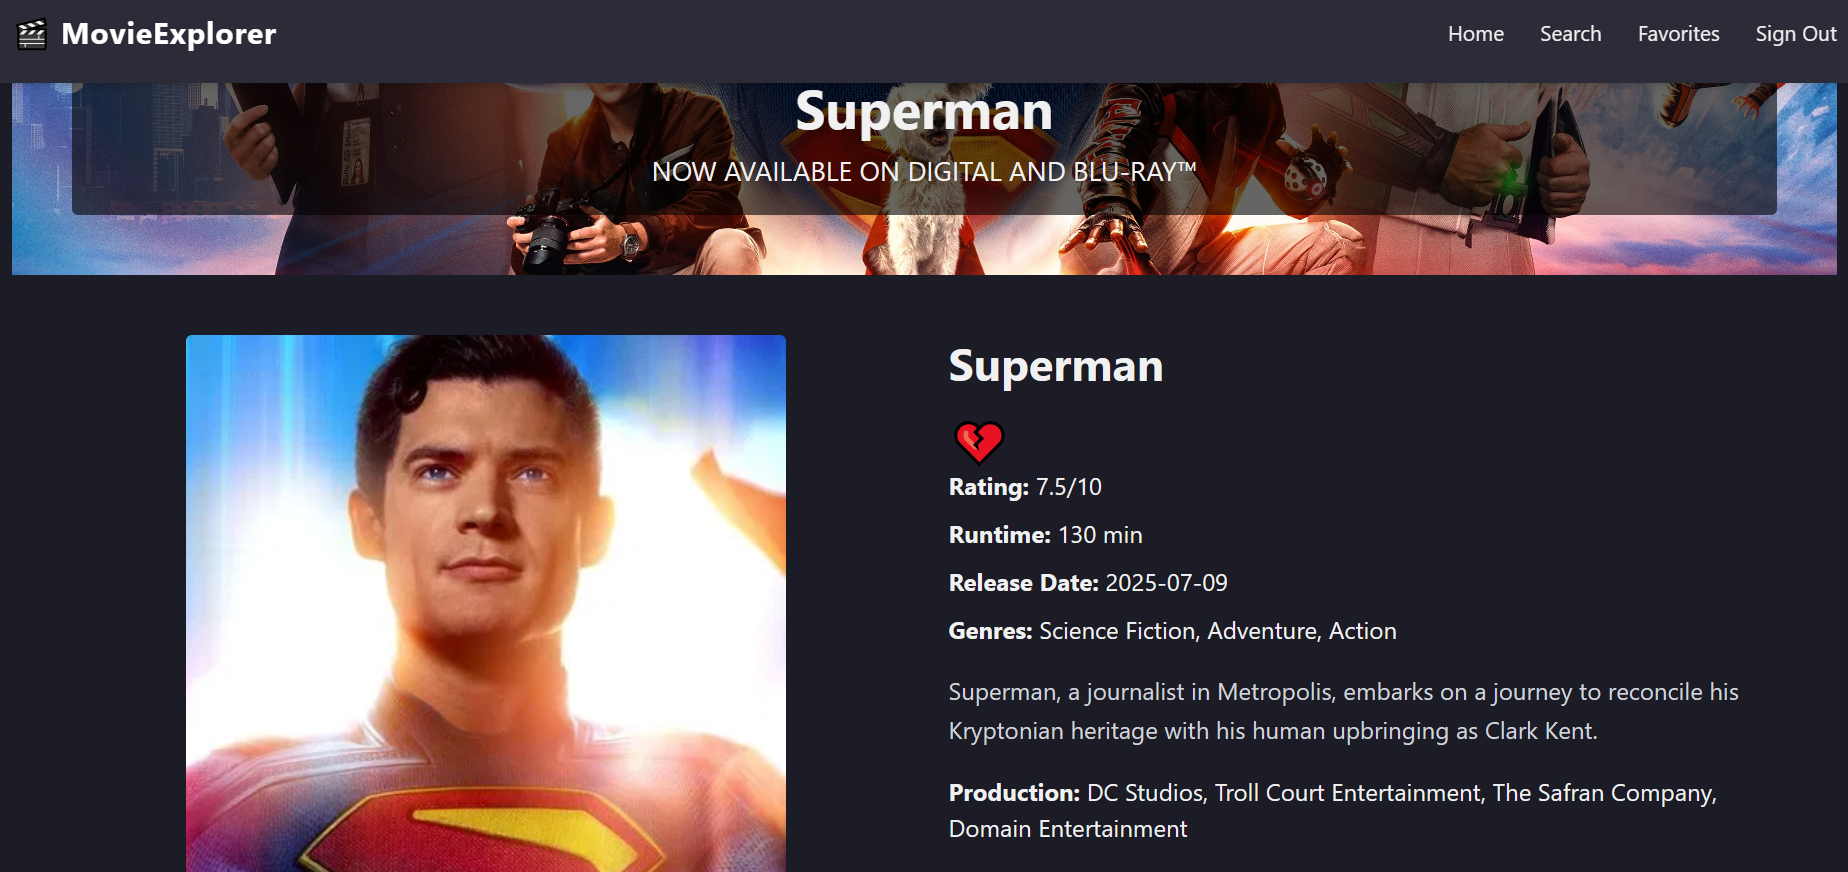 MovieExplorer
Home
Search
Favorites
Sign Out
Superman
NOW AVAILABLE ON DIGITAL AND BLU-RAY™
Superman
Rating: 7.5/10
Runtime: 130 min
Release Date: 2025-07-09
Genres: Science Fiction, Adventure, Action
Superman, a journalist in Metropolis, embarks on a journey to reconcile his
Kryptonian heritage with his human upbringing as Clark Kent.
Production: DC Studios, Troll Court Entertainment, The Safran Company,
Domain Entertainment